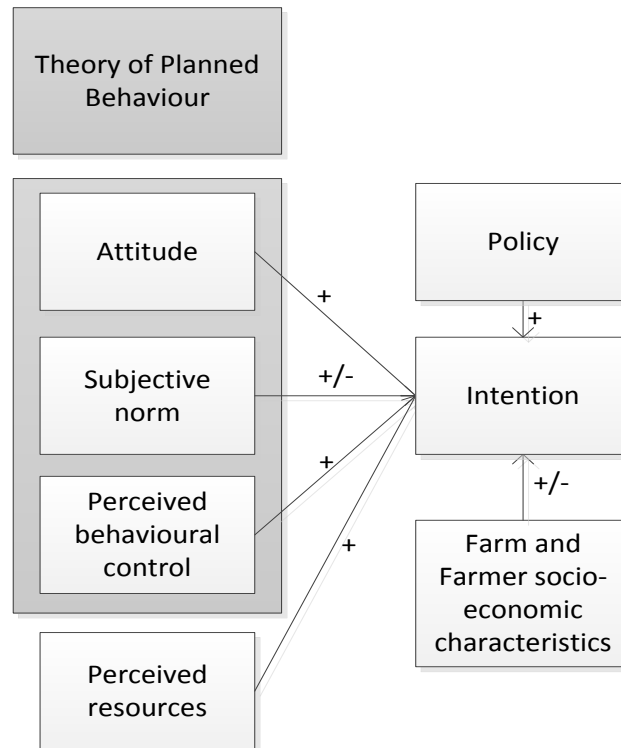 Theory of Planned
Behaviour
Attitude
+
Subjective
norm
+/-
Perceived
behavioural
control
+
Perceived
resources
+
Policy
+
Intention
+/-
Farm and
Farmer socio-
economic
characteristics